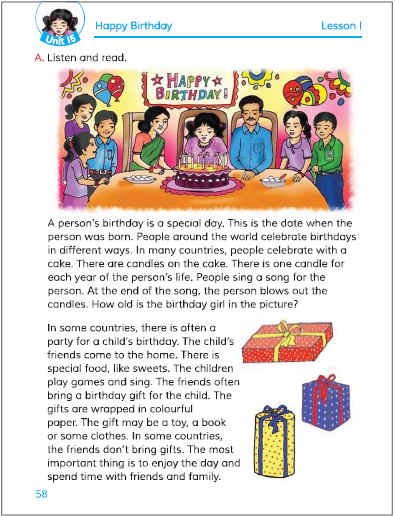 Unit 15
Happy Birthday
Lesson 1
A. Listen and read.
HAPPY
BIRTHDAY!
A person's birthday is a special day. This is the date when the
person was born. People around the world celebrate birthdays
in different ways. In many countries, people celebrate with a
cake. There are candles on the cake. There is one candle for
each year of the person's life. People sing a song for the
person. At the end of the song, the person blows out the
candles. How old is the birthday girl in the picture?
In some countries, there is often a
party for a child's birthday. The child's
friends come to the home. There is
special food, like sweets. The children
play games and sing. The friends often
bring a birthday gift for the child. The
gifts are wrapped in colourful
paper. The gift may be a toy, a book
or some clothes. In some countries,
the friends don't bring gifts. The most
important thing is to enjoy the day and
spend time with friends and family.
58